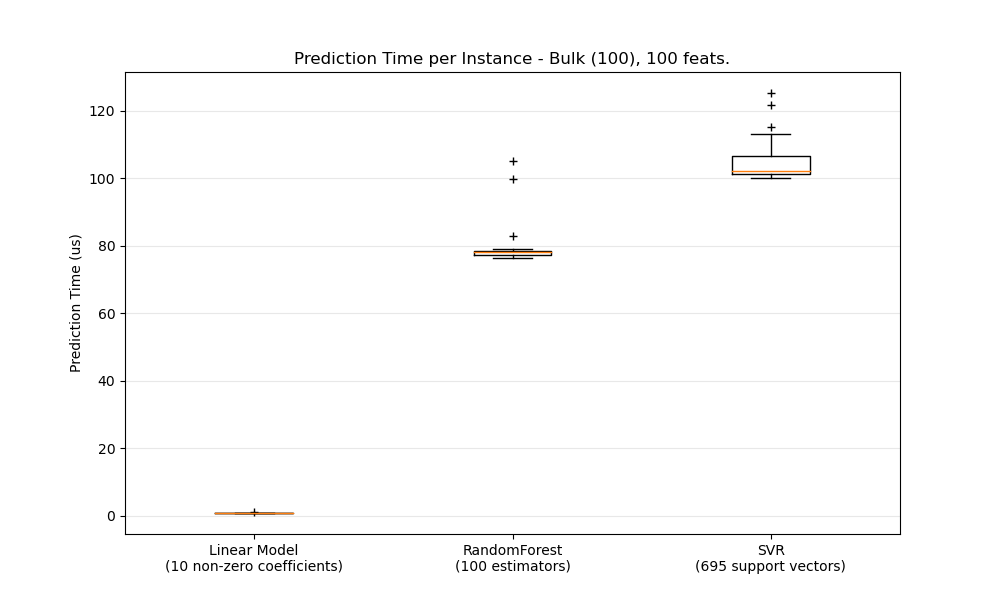 Prediction Time per Instance - Bulk (100), 100 feats.
Prediction Time (us)
120
100
80
60
40
20
0
Linear Model
(10 non-zero coefficients)
RandomForest
(100 estimators)
SVR
(695 support vectors)